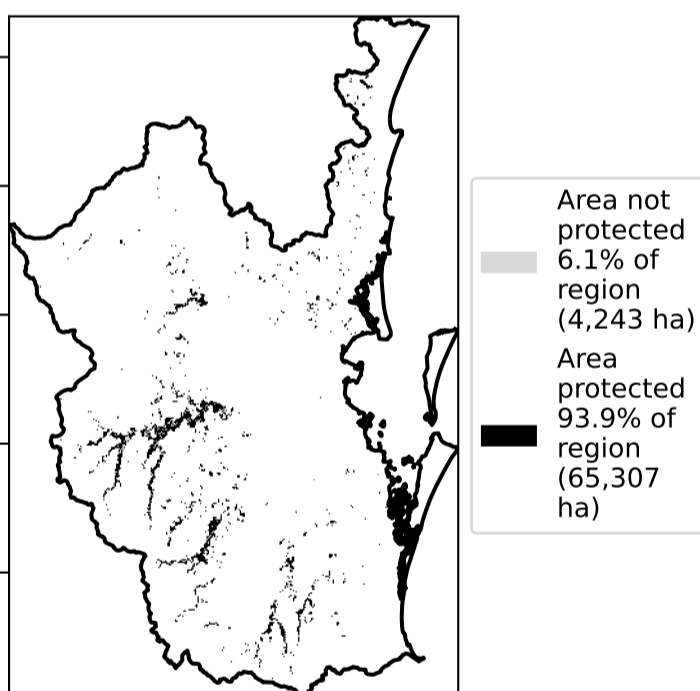 Area not
protected
6.1% of
region
(4,243 ha)
Area
protected
93.9% of
region
(65,307
ha)